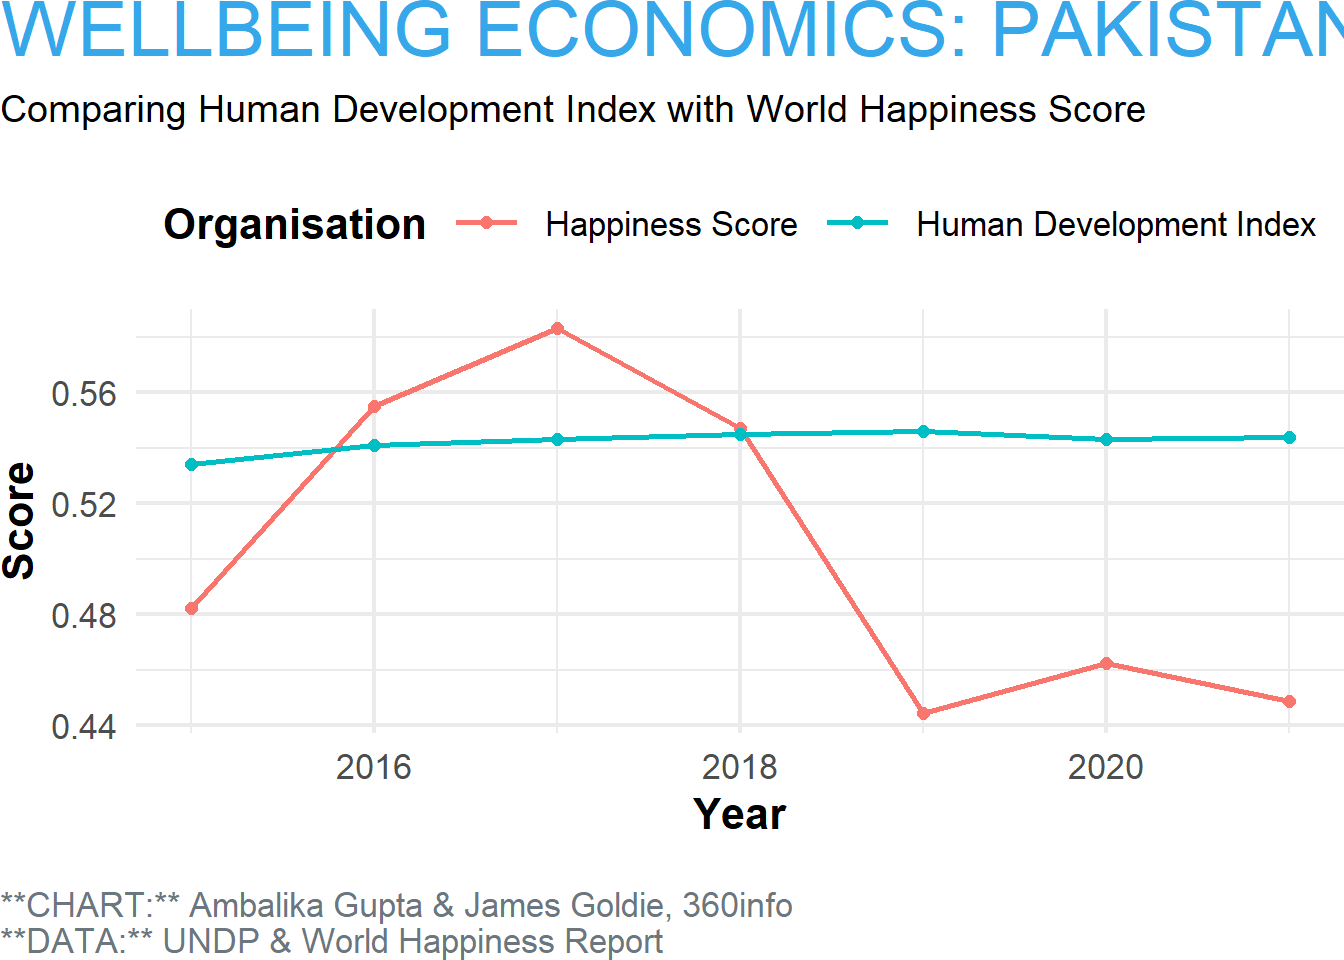 WELLBEING ECONOMICS: PAKISTAN
Comparing Human Development Index with World Happiness Score
Organisation Happiness Score Human Development Index
0.56
0.52
0.48
0.44
Score
2016 2018 2020
Year
**CHART:** Ambalika Gupta & James Goldie, 360info
**DATA:** UNDP & World Happiness Report